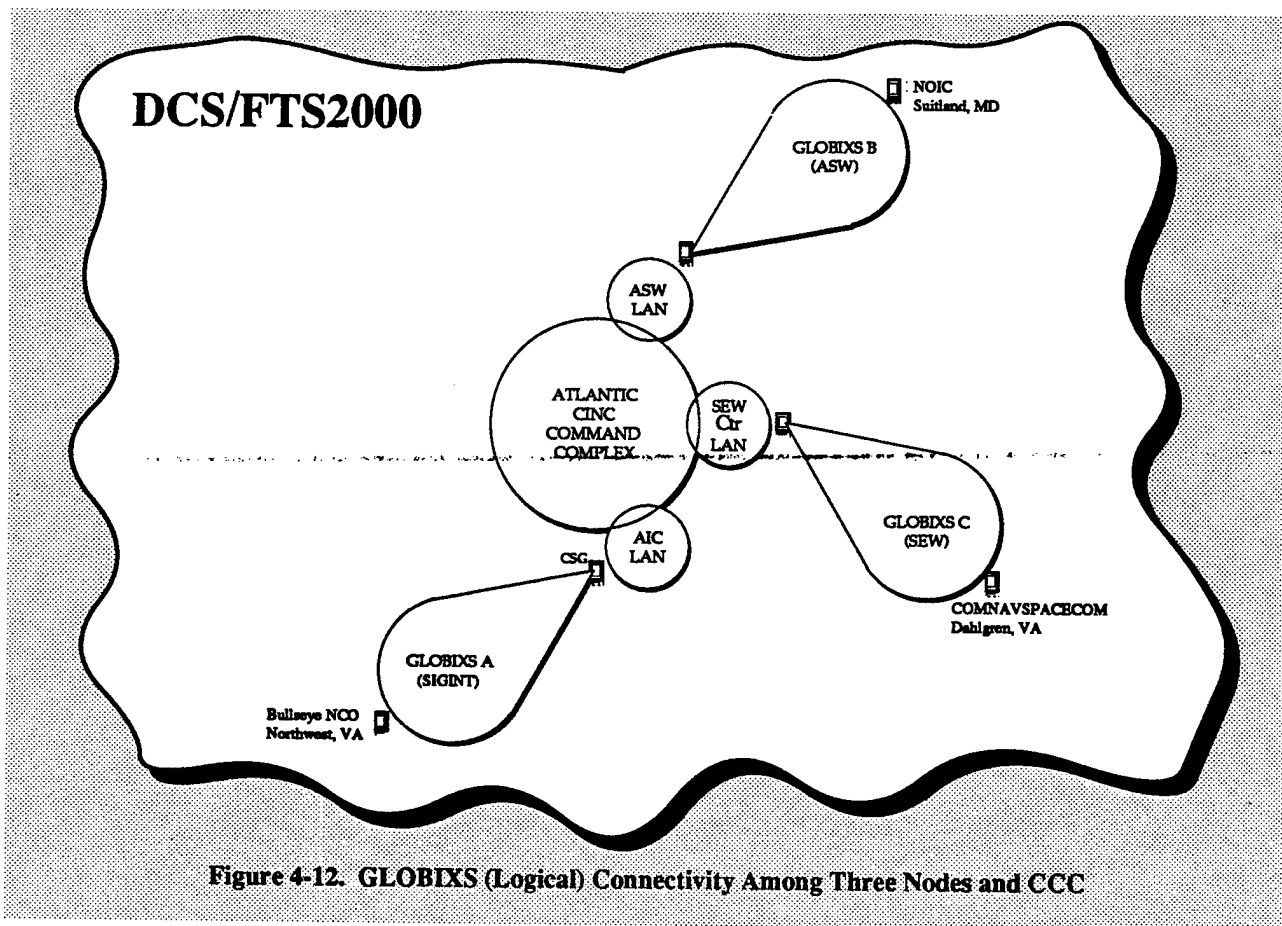 DCS/FTS2000
NOIC
Suitland, MD
GLOBIXS B
(ASW)
ASW
LAN
ATLANTIC
CINC
COMMAND
COMPLEX
SEW
Ctr
LAN
GLOBIXS C
(SEW)
COMNAVSPACECOM
Dahlgren, VA
AIC
LAN
CSG
GLOBIXS A
(SIGINT)
Bullseye NCO
Northwest, VA
Figure 4-12. GLOBIXS (Logical) Connectivity Among Three Nodes and CCC